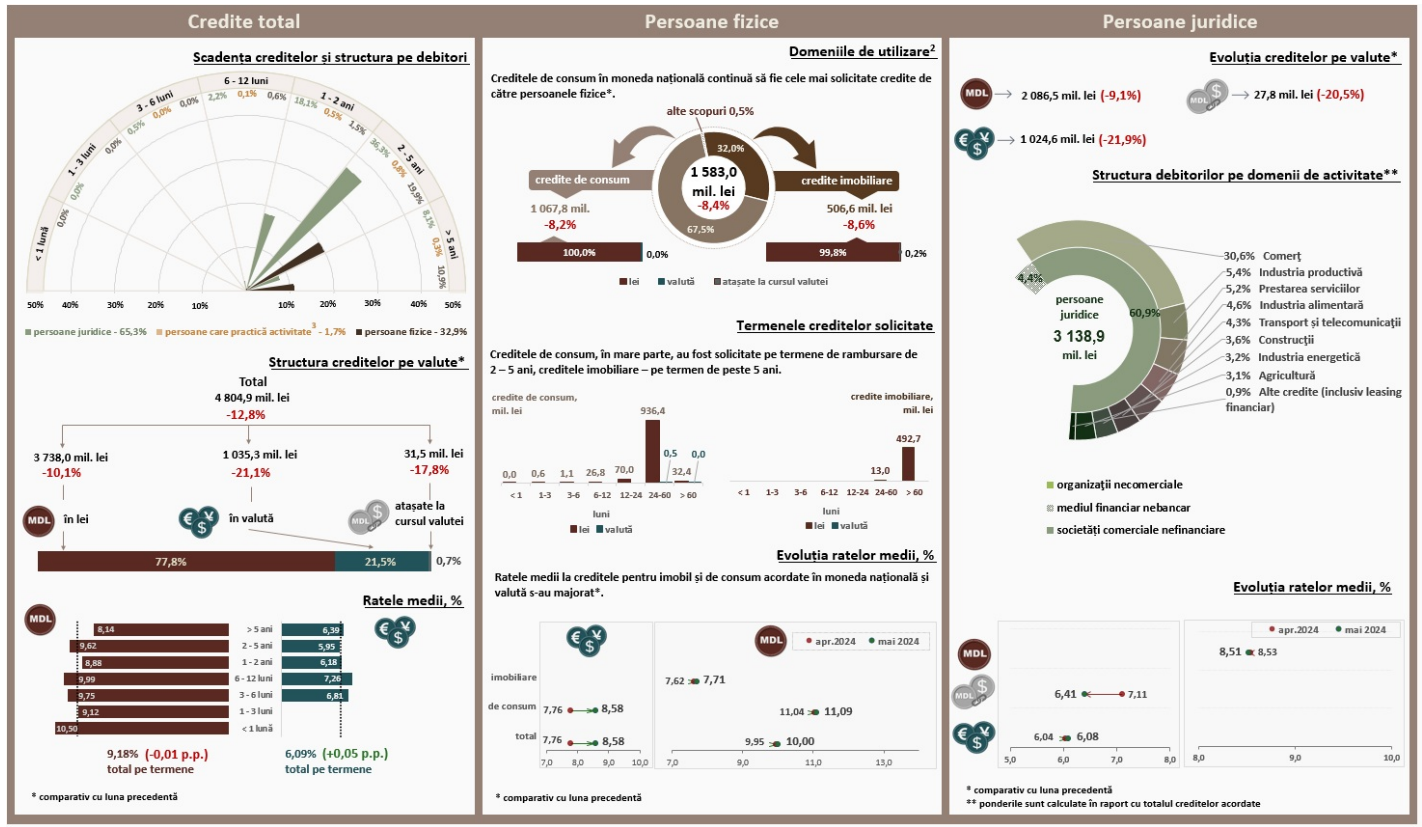 Credite total
Scadența creditelor și structura pe debitori
< 1 lună
1 - 3 luni
3 - 6 luni
6 - 12 luni
1 - 2 ani
2 - 5 ani
> 5 ani
0,0%
0,0%
0,0%
0,5%
0,0%
0,0%
2,2%
0,1%
0,6%
18,1%
0,5%
1,5%
36,3%
0,8%
19,9%
8,1%
0,3%
10,9%
50% 40% 30% 20% 10% 10% 20% 30% 40% 50%
persoane juridice - 65,3%
persoane care practică activitate³ - 1,7%
persoane fizice - 32,9%
Structura creditelor pe valute*
Total
4 804,9 mil. lei
-12,8%
3 738,0 mil. lei
-10,1%
1 035,3 mil. lei
-21,1%
31,5 mil. lei
-17,8%
MDL
în lei
€ ¥ $
în valută
MDL $
atașate la
cursul valutei
77,8%
21,5%
0,7%
Ratele medii, %
MDL
€ ¥ $
8,14 > 5 ani 6,39
9,62 2 - 5 ani 5,95
8,88 1 - 2 ani 6,18
9,99 6 - 12 luni 7,26
9,75 3 - 6 luni 6,81
9,12 1 - 3 luni
10,50 < 1 lună
9,18% (-0,01 p.p.)
total pe termene
6,09% (+0,05 p.p.)
total pe termene
* comparativ cu luna precedentă
Persoane fizice
Domeniile de utilizare²
Creditele de consum în moneda națională continuă să fie cele mai solicitate credite de
către persoanele fizice*.
alte scopuri 0,5%
32,0%
1 583,0
mil. lei
-8,4%
67,5%
credite de consum
1 067,8 mil.
-8,2%
credite imobiliare
506,6 mil. lei
-8,6%
100,0%
0,0%
99,8%
0,2%
lei
valută
atașate la cursul valutei
Termenele creditelor solicitate
Creditele de consum, în mare parte, au fost solicitate pe termene de rambursare de
2 – 5 ani, creditele imobiliare – pe termen de peste 5 ani.
credite de consum,
mil. lei
0,0 0,6 1,1 26,8 70,0 936,4 0,5 32,4 0,0
< 1 1-3 3-6 6-12 12-24 24-60 > 60
luni
lei valută
credite imobiliare,
mil. lei
13,0 492,7
< 1 1-3 3-6 6-12 12-24 24-60 > 60
luni
lei valută
Evoluția ratelor medii, %
Ratele medii la creditele pentru imobil și de consum acordate în moneda națională și
valută s-au majorat*.
€ ¥ $
MDL
apr.2024 mai 2024
imobiliare
7,62 7,71
de consum
7,76 8,58
11,04 11,09
total
7,76 8,58
9,95 10,00
7,0 8,0 9,0 10,0
7,0 9,0 11,0 13,0
* comparativ cu luna precedentă
Persoane juridice
Evoluția creditelor pe valute*
MDL
2 086,5 mil. lei (-9,1%)
MDL $
27,8 mil. lei (-20,5%)
€ ¥ $
1 024,6 mil. lei (-21,9%)
Structura debitorilor pe domenii de activitate**
4,4%
60,9%
persoane
juridice
3 138,9
mil. lei
30,6% Comerț
5,4% Industria productivă
5,2% Prestarea serviciilor
4,6% Industria alimentară
4,3% Transport și telecomunicații
3,6% Construcții
3,2% Industria energetică
3,1% Agricultură
0,9% Alte credite (inclusiv leasing
financiar)
organizații necomerciale
mediul financiar nebancar
societăți comerciale nefinanciare
Evoluția ratelor medii, %
apr.2024 mai 2024
MDL
8,51 8,53
MDL $
6,41 7,11
€ ¥ $
6,04 6,08
5,0 6,0 7,0 8,0
8,0 9,0 10,0
* comparativ cu luna precedentă
** ponderile sunt calculate în raport cu totalul creditelor acordate